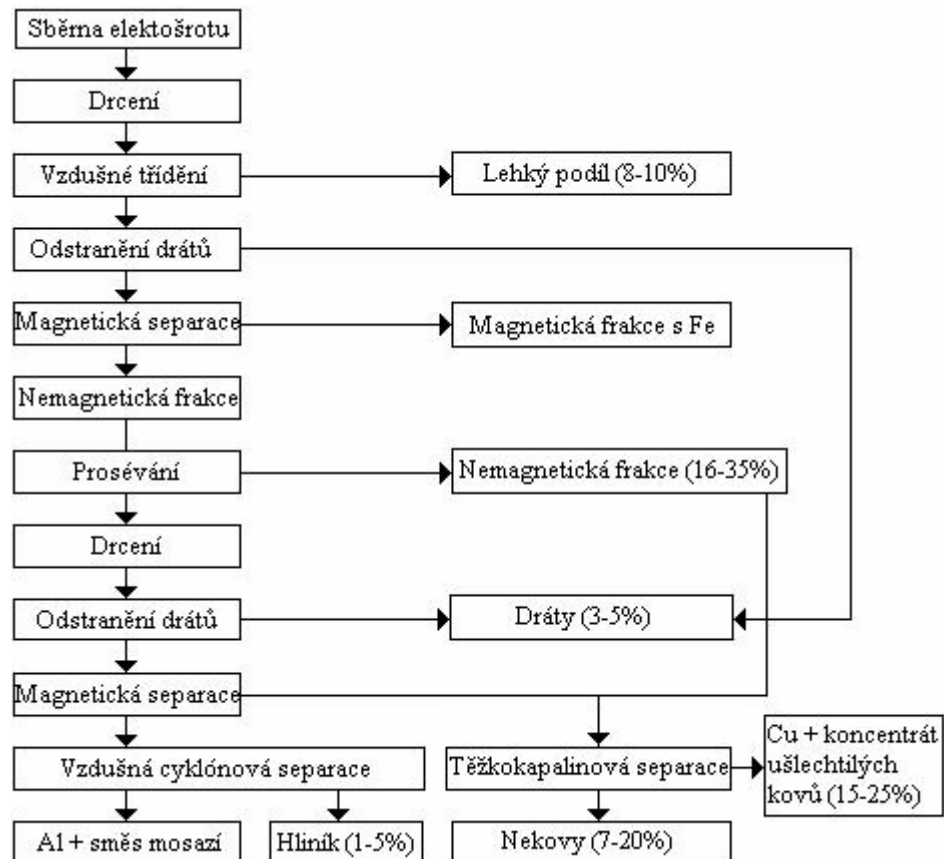 Sběrna elektošrotu
Drcení
Vzdušné třídění
Lehký podíl (8-10%)
Odstranění drátů
Magnetická separace
Magnetická frakce s Fe
Nemagnetická frakce
Prosévání
Nemagnetická frakce (16-35%)
Drcení
Odstranění drátů
Dráty (3-5%)
Magnetická separace
Vzdušná cyklónová separace
Těžkokapalinová separace
Cu + koncentrát
ušlechtilých
kovů (15-25%)
Al + směs mosazí
Hliník (1-5%)
Nekovy (7-20%)